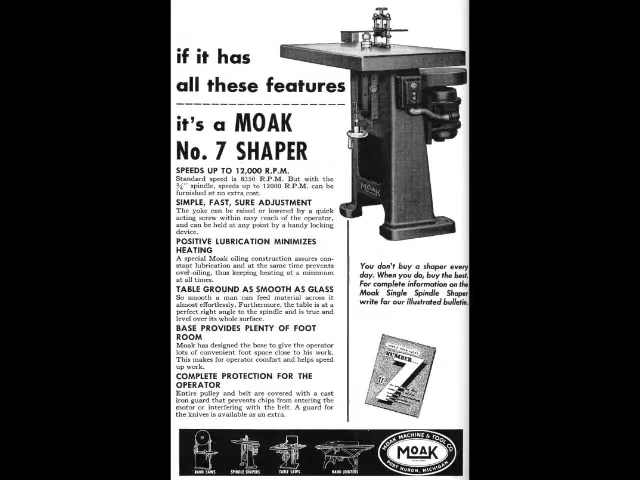 if it has
all these features
it's a MOAK
No. 7 SHAPER
SPEEDS UP TO 12,000 R.P.M.
Standard speed is 8350 R.P.M. But with the
¾" spindle, speeds up to 12000 R.P.M. can be
furnished at no extra cost.
SIMPLE, FAST, SURE ADJUSTMENT
The yoke can be raised or lowered by a quick
acting screw within easy reach of the operator,
and can be held at any point by a handy locking
device.
POSITIVE LUBRICATION MINIMIZES
HEATING
A special Moak oiling construction assures con-
stant lubrication and at the same time prevents
over-oiling, thus keeping heating at a minimum
at all times.
TABLE GROUND AS SMOOTH AS GLASS
So smooth a man can feed material across it
almost effortlessly. Furthermore, the table is at a
perfect right angle to the spindle and is true and
level over its whole surface.
BASE PROVIDES PLENTY OF FOOT
ROOM
Moak has designed the base to give the operator
lots of convenient foot space close to his work.
This makes for operator comfort and helps speed
up work.
COMPLETE PROTECTION FOR THE
OPERATOR
Entire pulley and belt are covered with a cast
iron guard that prevents chips from entering the
motor or interfering with the belt. A guard for
the knives is available as an extra.
MOAK
You don't buy a shaper every
day. When you do, buy the best.
For complete information on the
Moak Single Spindle Shaper
write for our illustrated bulletin.
NUMBER
7
BAND SAWS
SPINDLE SHAPERS
TABLE SAWS
HAND JOINTERS
MOAK MACHINE & TOOL CO.
MOAK
PORT HURON, MICHIGAN